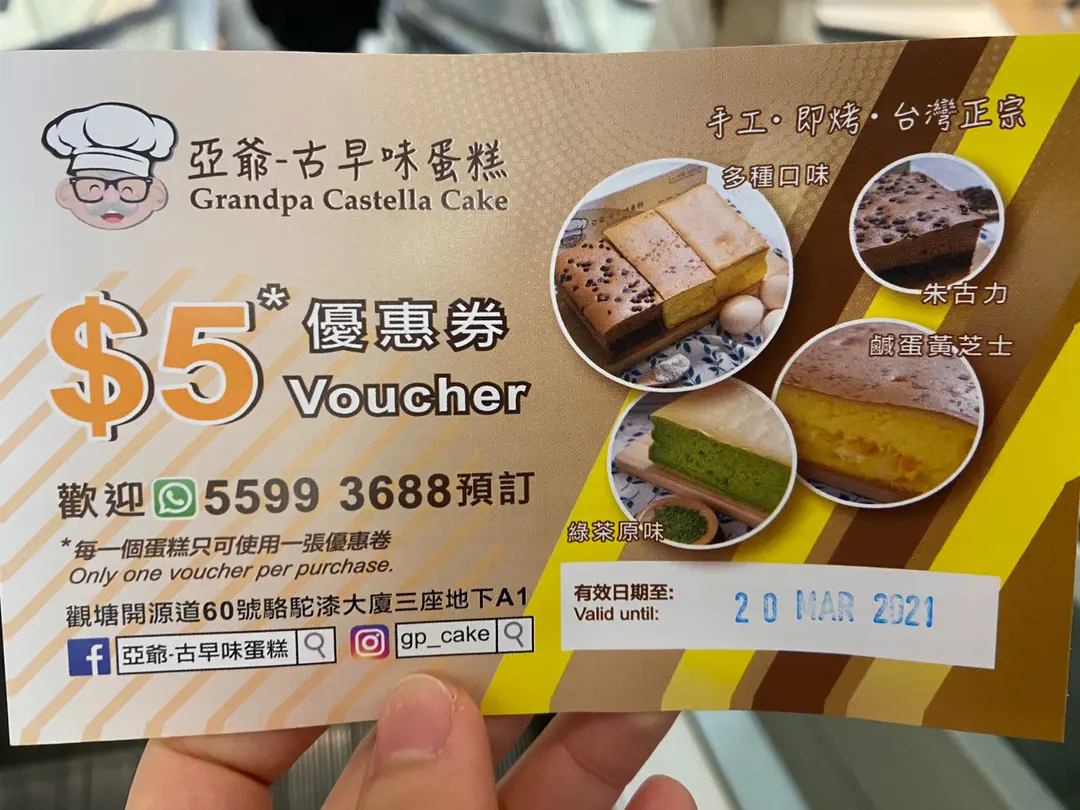 亞爺-古早味蛋糕
Grandpa Castella Cake
手工・即烤・台灣正宗
多種口味
朱古力
鹹蛋黃芝士
綠茶原味
$5* 優惠券
Voucher
歡迎 5599 3688 預訂
*每一個蛋糕只可使用一張優惠卷
Only one voucher per purchase.
觀塘開源道60號駱駝漆大廈三座地下A1
亞爺-古早味蛋糕
gp_cake
有效日期至:
Valid until:
20 MAR 2021